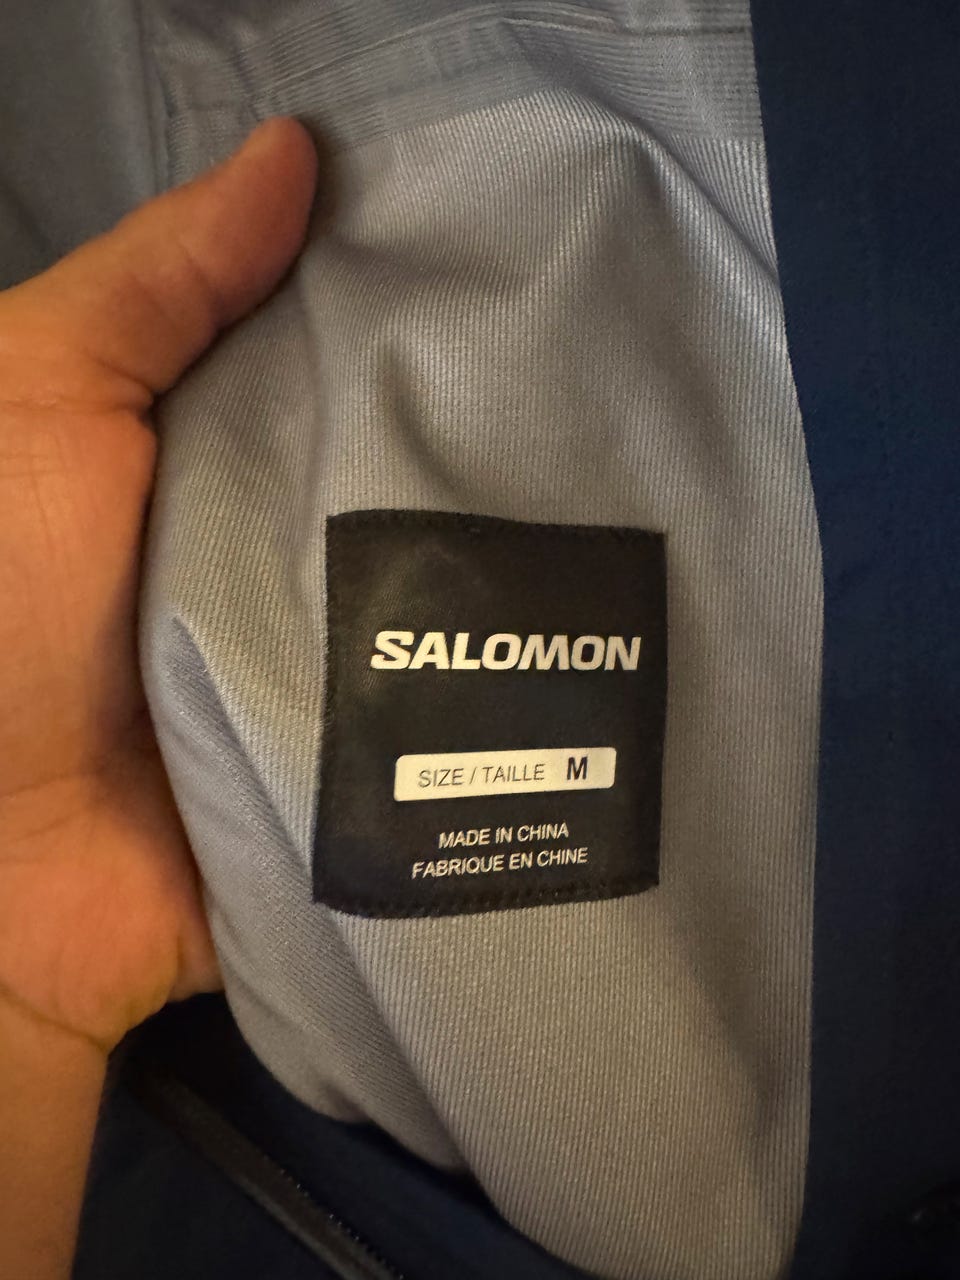 SALOMON
SIZE / TAILLE M
MADE IN CHINA
FABRIQUE EN CHINE